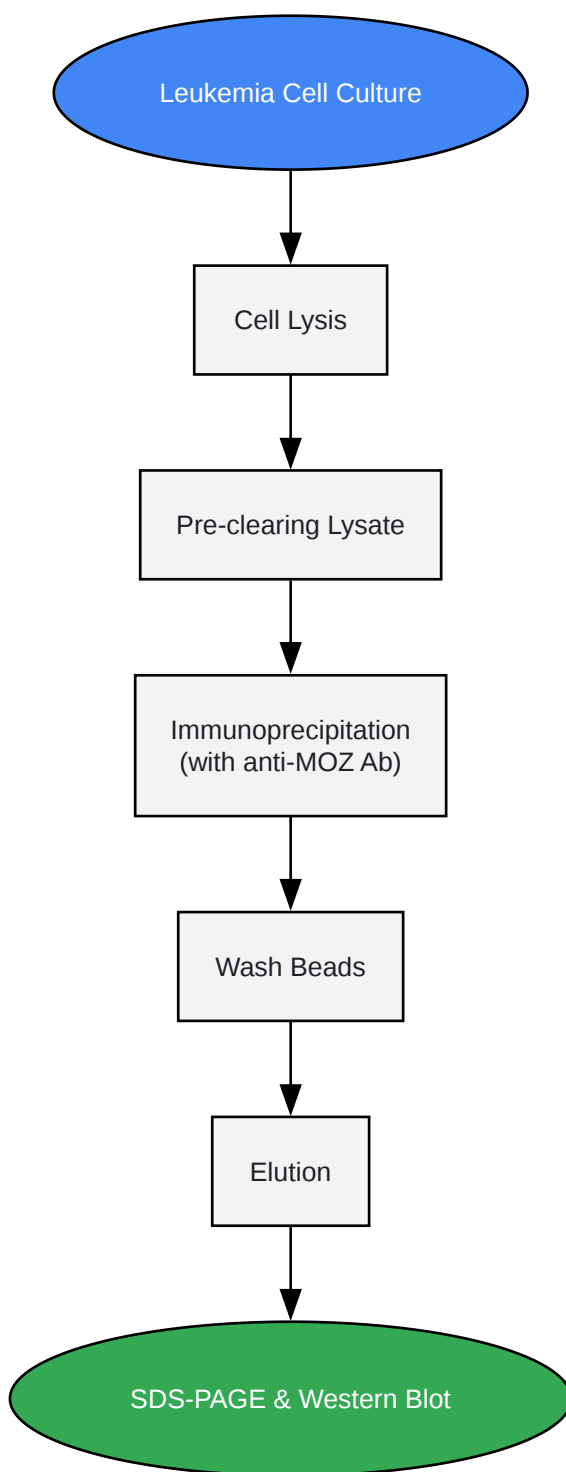 Leukemia Cell Culture
Cell Lysis
Pre-clearing Lysate
Immunoprecipitation
(with anti-MOZ Ab)
Wash Beads
Elution
SDS-PAGE & Western Blot